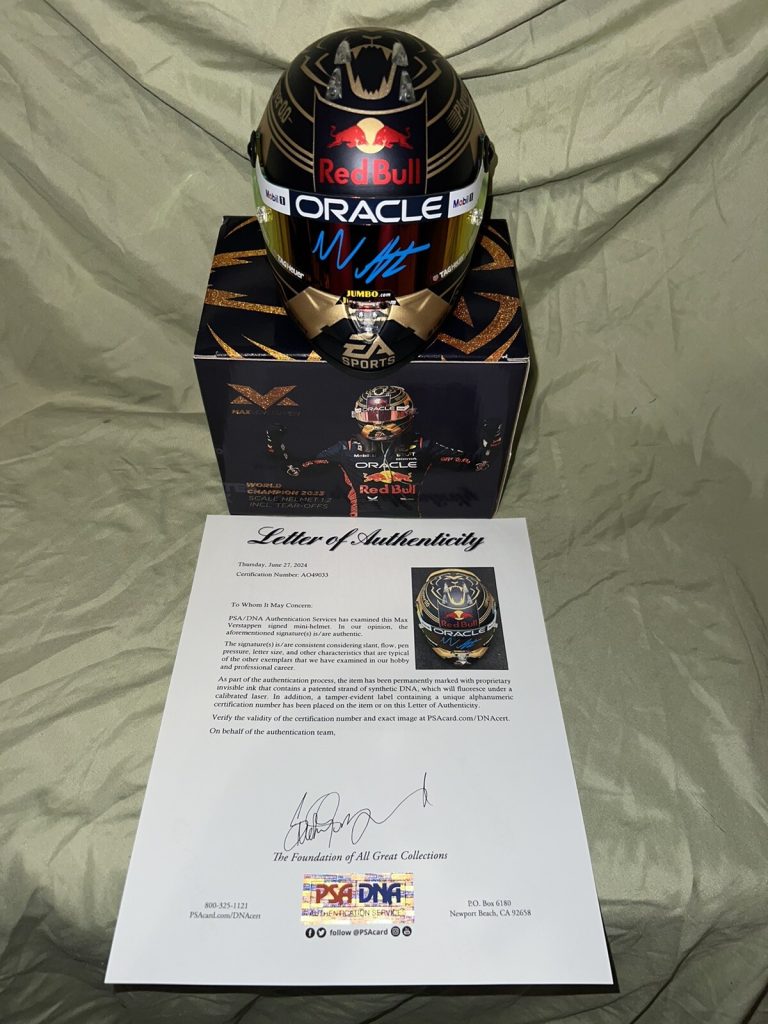 Red Bull
Mobil 1 ORACLE Mobil 1
TAGHeuer TAGHeuer
JUMBO.com
EA
SPORTS
MAX VERSTAPPEN
ORACLE
ORACLE
Red Bull
WORLD
CHAMPION 2023
SCALE HELMET 1:2
INCL. TEAR-OFFS
Letter of Authenticity
Thursday, June 27, 2024
Certification Number: AO49033
To Whom It May Concern:
PSA/DNA Authentication Services has examined this Max
Verstappen signed mini-helmet. In our opinion, the
aforementioned signature(s) is/are authentic.
The signature(s) is/are consistent considering slant, flow, pen
pressure, letter size, and other characteristics that are typical
of the other exemplars that we have examined in our hobby
and professional career.
Red Bull
ORACLE
As part of the authentication process, the item has been permanently marked with proprietary
invisible ink that contains a patented strand of synthetic DNA, which will fluoresce under a
calibrated laser. In addition, a tamper-evident label containing a unique alphanumeric
certification number has been placed on the item or on this Letter of Authenticity.
Verify the validity of the certification number and exact image at PSAcard.com/DNAcert.
On behalf of the authentication team,
The Foundation of All Great Collections
PSA DNA
AUTHENTICATION SERVICES
follow @PSAcard
800-325-1121
PSAcard.com/DNAcert
P.O. Box 6180
Newport Beach, CA 92658